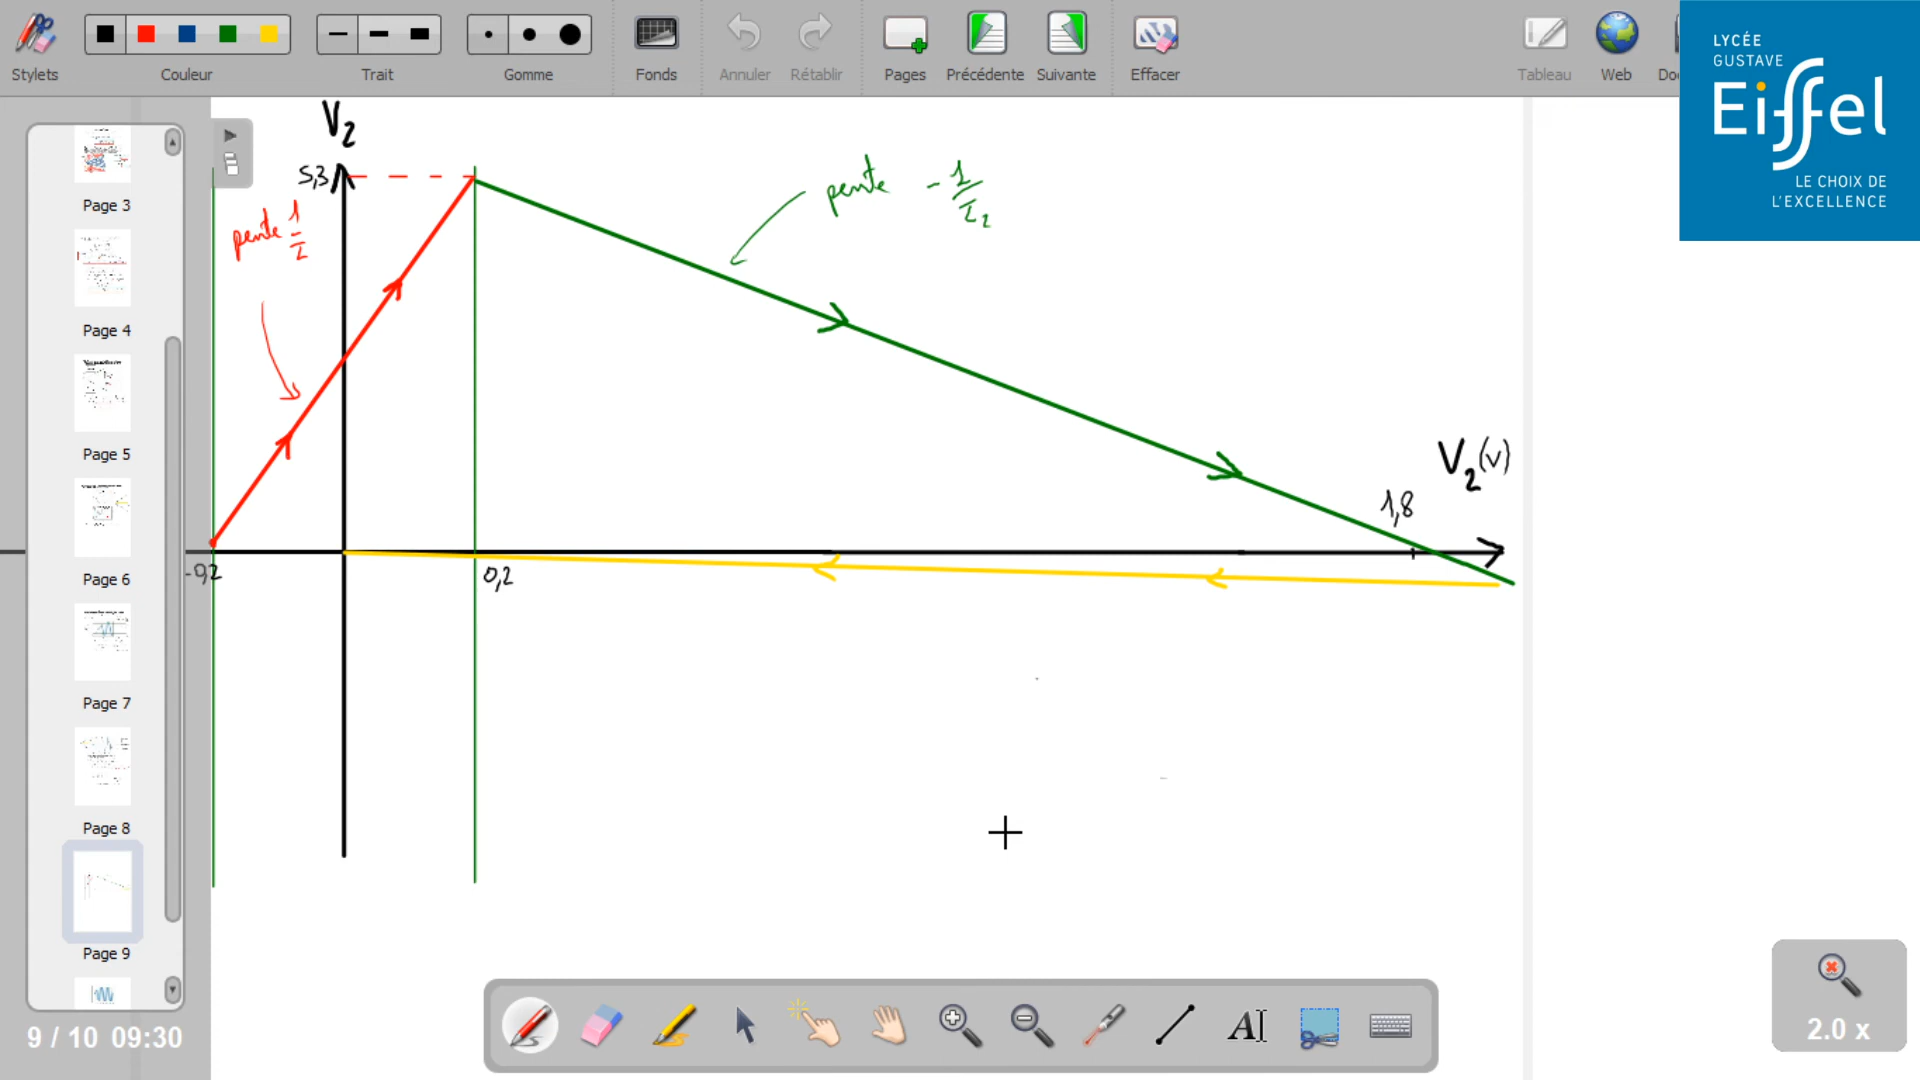 Stylets
Couleur
Trait
Gomme
Fonds
Annuler
Rétablir
Pages
Précédente
Suivante
Effacer
Tableau
Web
LYCÉE
GUSTAVE
Eiffel
LE CHOIX DE
L'EXCELLENCE
V2
5,3
pente 1/τ
pente - 1/τ2
V2(v)
1,8
-0,2
0,2
Page 3
Page 4
Page 5
Page 6
Page 7
Page 8
Page 9
9 / 10 09:30
AI
2.0 x